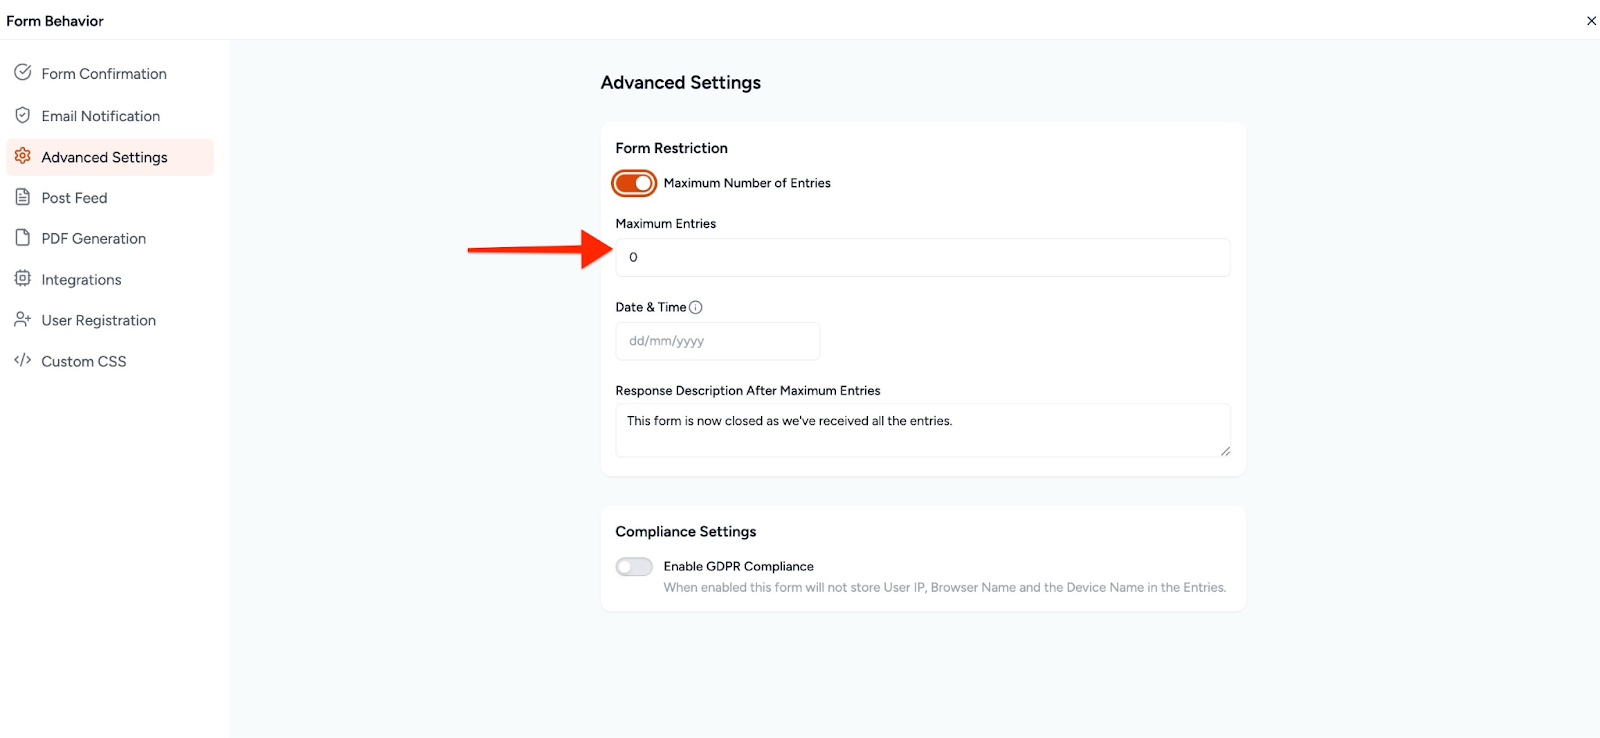 Form Behavior
Form Confirmation
Email Notification
Advanced Settings
Post Feed
PDF Generation
Integrations
User Registration
Custom CSS
Advanced Settings
Form Restriction
Maximum Number of Entries
Maximum Entries
0
Date & Time
dd/mm/yyyy
Response Description After Maximum Entries
This form is now closed as we've received all the entries.
Compliance Settings
Enable GDPR Compliance
When enabled this form will not store User IP, Browser Name and the Device Name in the Entries.